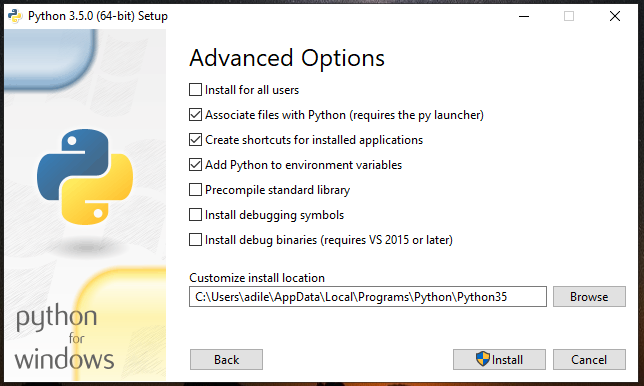 Python 3.5.0 (64-bit) Setup
Advanced Options
Install for all users
Associate files with Python (requires the py launcher)
Create shortcuts for installed applications
Add Python to environment variables
Precompile standard library
Install debugging symbols
Install debug binaries (requires VS 2015 or later)
Customize install location
C:\Users\adile\AppData\Local\Programs\Python\Python35
Browse
python
for
windows
Back
Install
Cancel